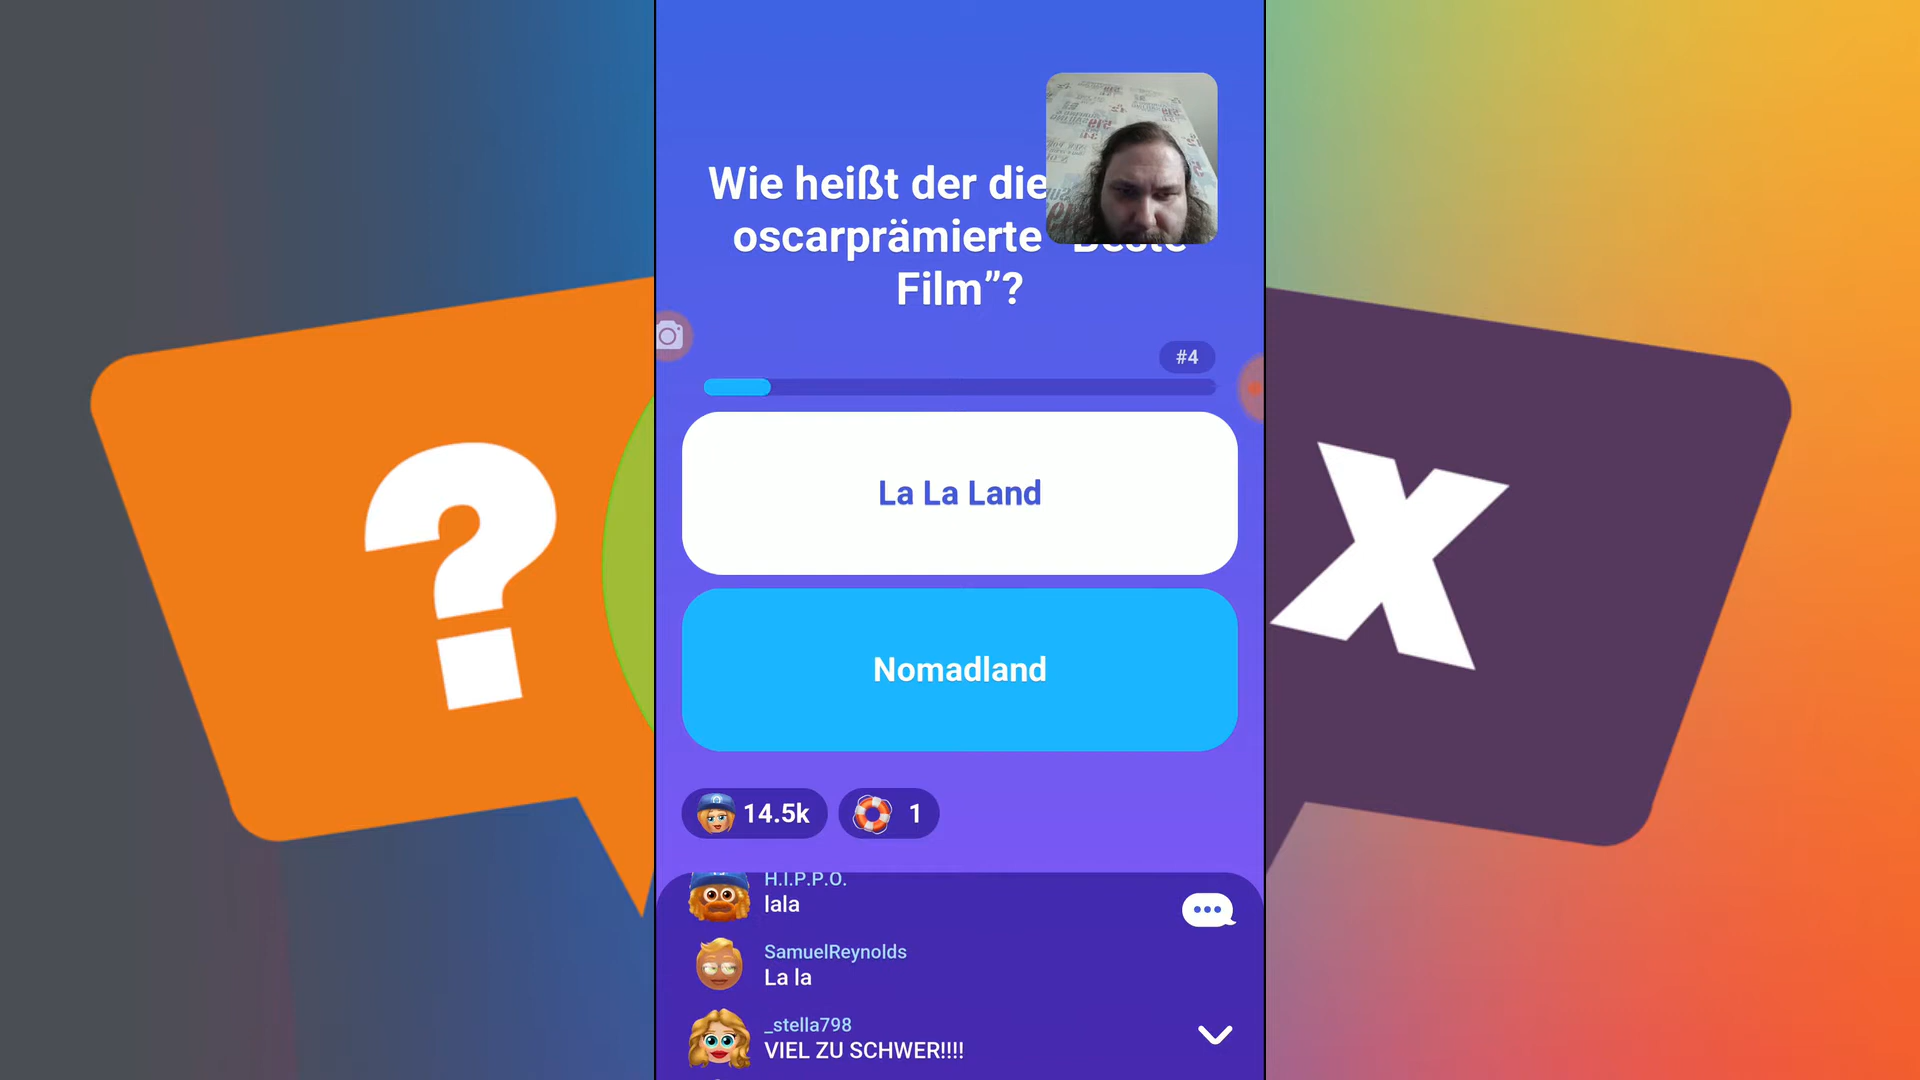 Wie heißt der die
oscarprämierte
Film”?
#4
La La Land
Nomadland
14.5k
1
H.I.P.P.O.
lala
SamuelReynolds
La la
_stella798
VIEL ZU SCHWER!!!!
?
X